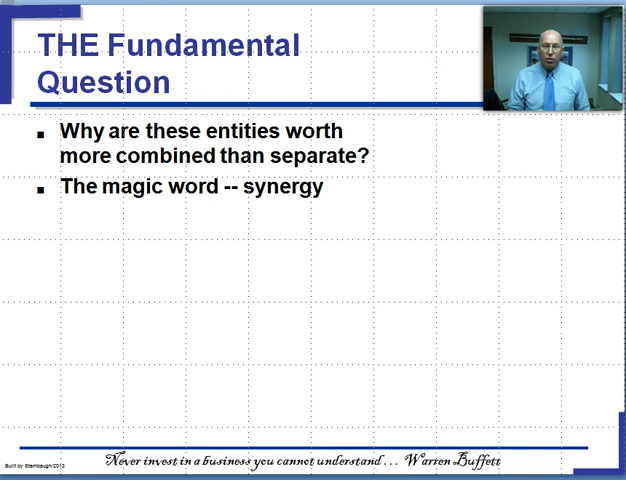 THE Fundamental
Question
Why are these entities worth
more combined than separate?
The magic word -- synergy
Never invest in a business you cannot understand ... Warren Buffett
Built by Stambaugh/2013